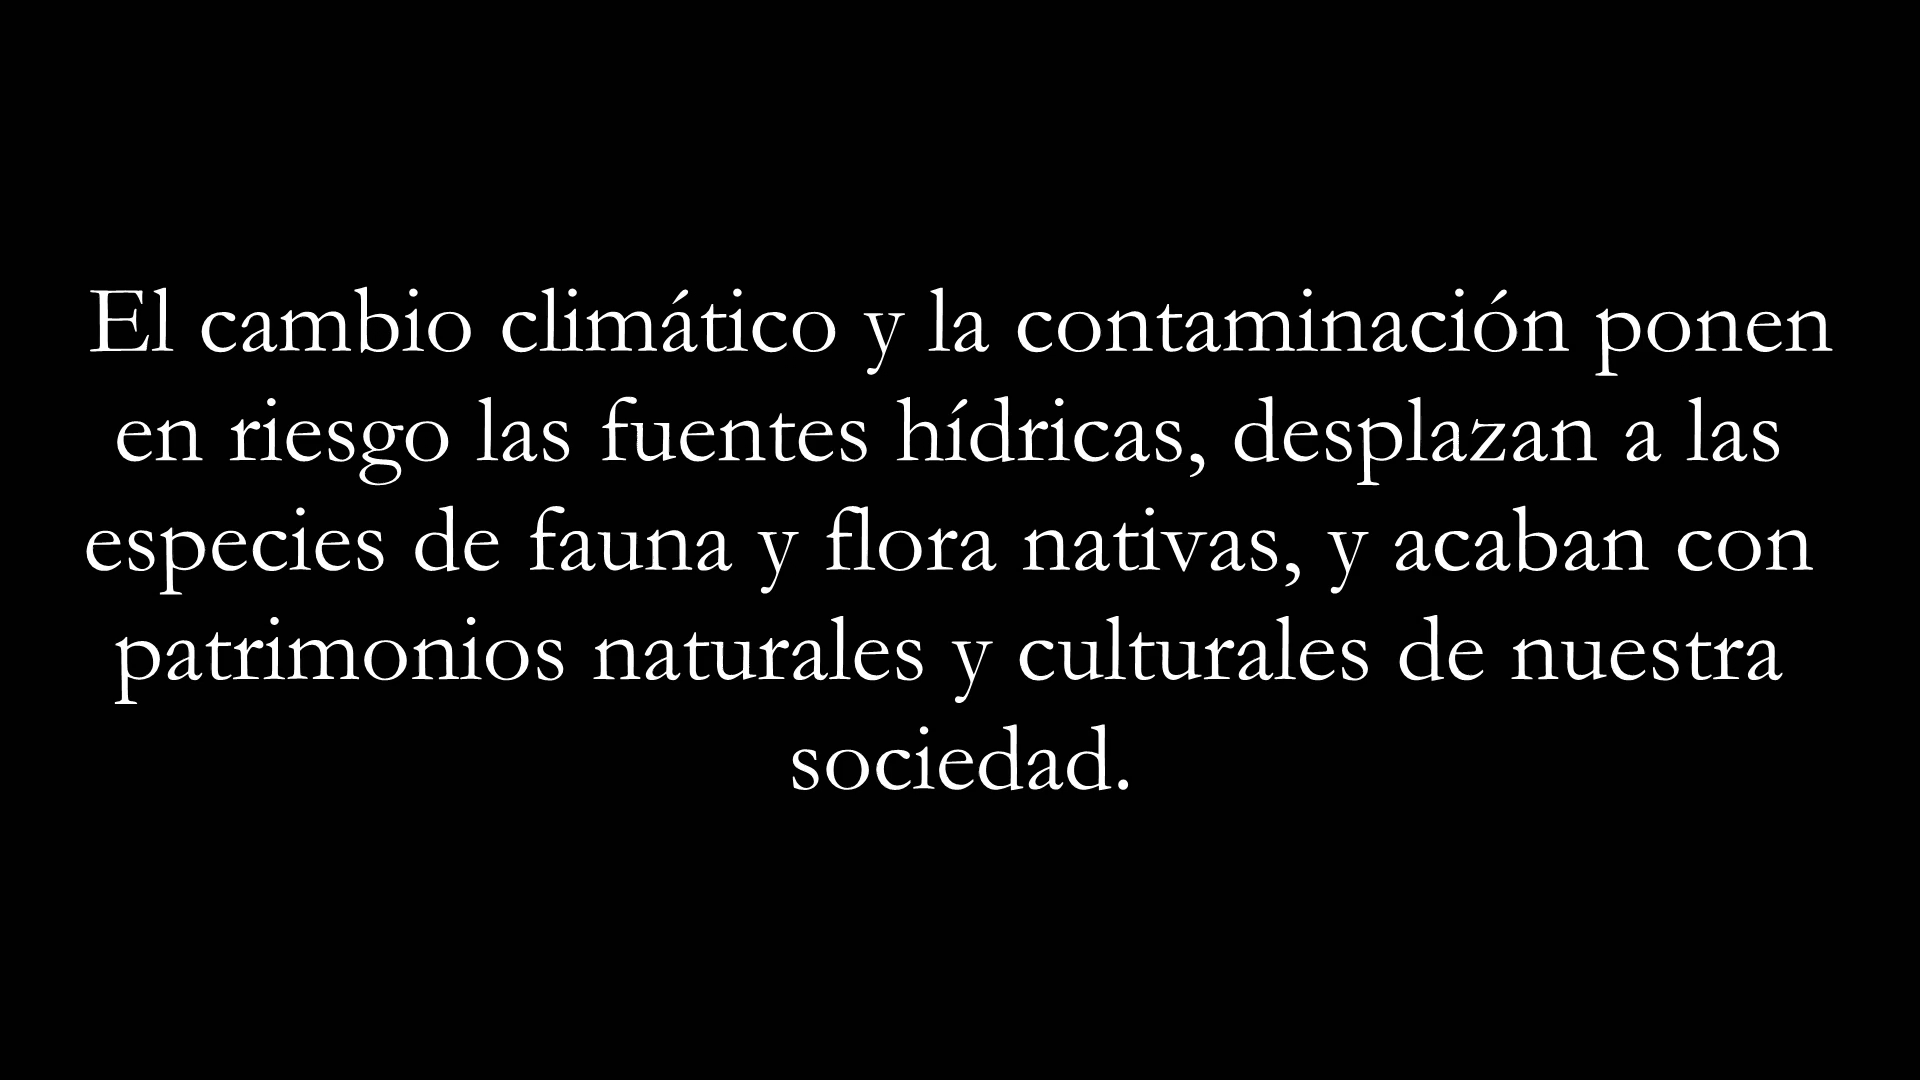 El cambio climático y la contaminación ponen
en riesgo las fuentes hídricas, desplazan a las
especies de fauna y flora nativas, y acaban con
patrimonios naturales y culturales de nuestra
sociedad.